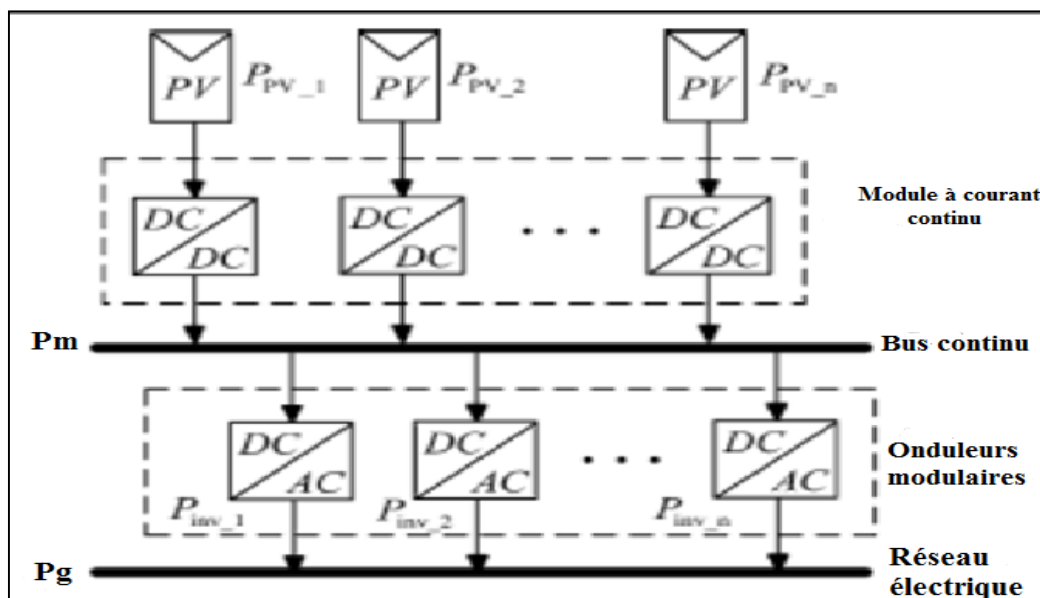 PV P_PV_1 PV P_PV_2 PV P_PV_n
DC DC DC
DC DC DC
. . .
Module à courant
continu
Pm
Bus continu
DC DC DC
AC AC AC
. . .
Onduleurs
modulaires
P_inv_1 P_inv_2 P_inv_n
Pg
Réseau
électrique